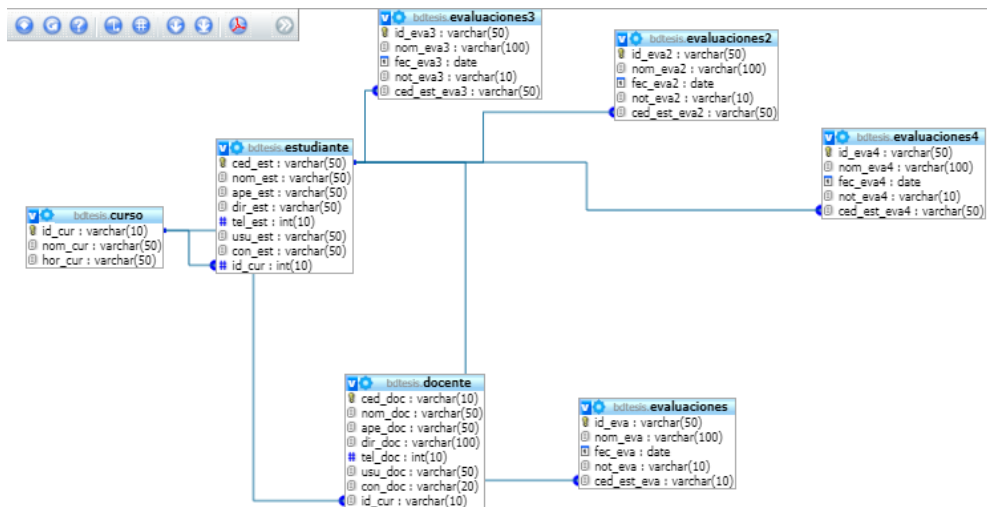 bdtesis.evaluaciones3
id_eva3 : varchar(50)
nom_eva3 : varchar(100)
fec_eva3 : date
not_eva3 : varchar(10)
ced_est_eva3 : varchar(50)
bdtesis.evaluaciones2
id_eva2 : varchar(50)
nom_eva2 : varchar(100)
fec_eva2 : date
not_eva2 : varchar(10)
ced_est_eva2 : varchar(50)
bdtesis.evaluaciones4
id_eva4 : varchar(50)
nom_eva4 : varchar(100)
fec_eva4 : date
not_eva4 : varchar(10)
ced_est_eva4 : varchar(50)
bdtesis.estudiante
ced_est : varchar(50)
nom_est : varchar(50)
ape_est : varchar(50)
dir_est : varchar(50)
# tel_est : int(10)
usu_est : varchar(50)
con_est : varchar(50)
# id_cur : int(10)
bdtesis.curso
id_cur : varchar(10)
nom_cur : varchar(50)
hor_cur : varchar(50)
bdtesis.docente
ced_doc : varchar(10)
nom_doc : varchar(50)
ape_doc : varchar(50)
dir_doc : varchar(100)
# tel_doc : int(10)
usu_doc : varchar(50)
con_doc : varchar(20)
id_cur : varchar(10)
bdtesis.evaluaciones
id_eva : varchar(50)
nom_eva : varchar(100)
fec_eva : date
not_eva : varchar(10)
ced_est_eva : varchar(10)